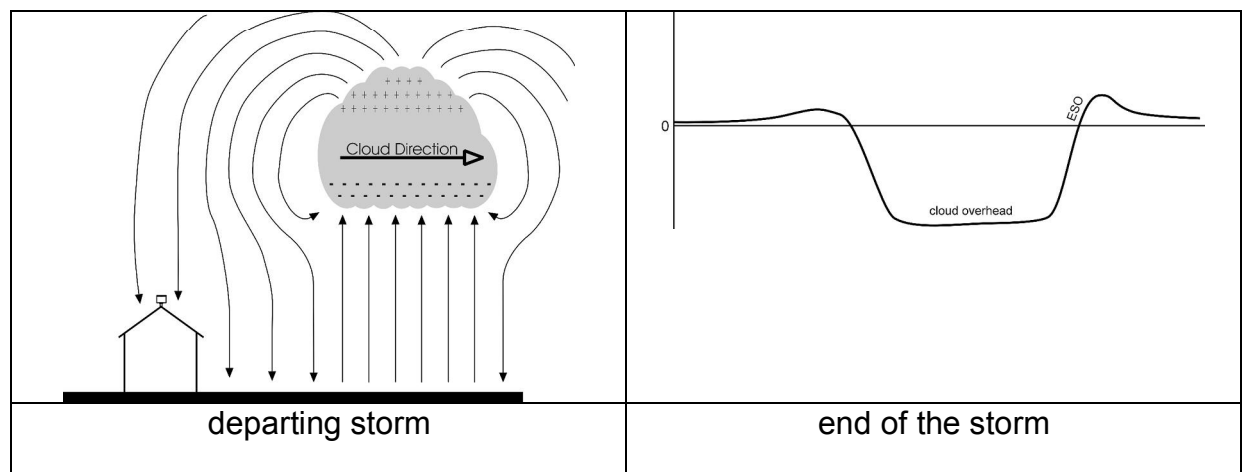 + + + +
+ + + + + + + + + +
+ + + + + + + + + + +
Cloud Direction
- - - - - - - - - - - -
- - - - - - - - - - -
departing storm
0
ESO
cloud overhead
end of the storm